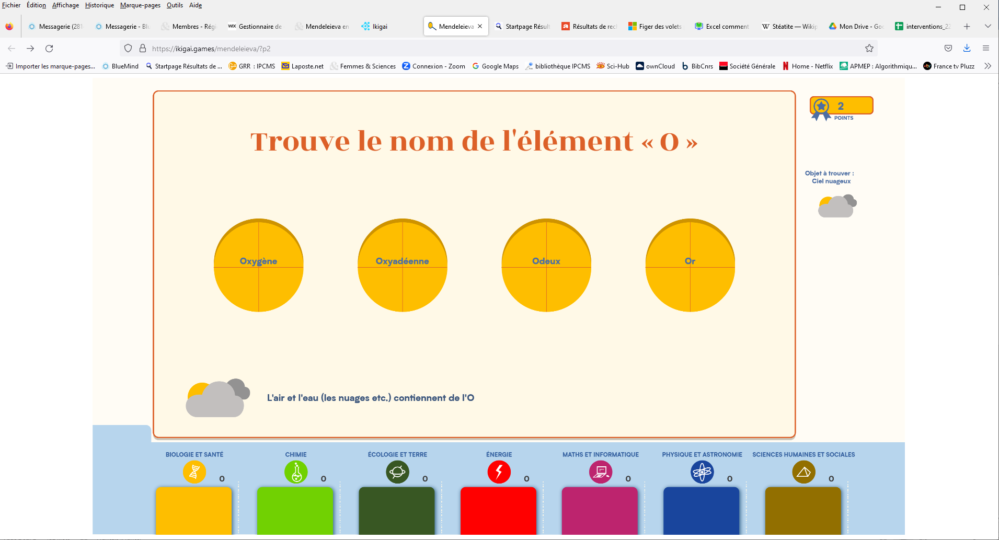 Fichier Édition Affichage Historique Marque-pages Outils Aide
Messagerie (281 Messagerie - Blu Membres - Régi WIX Gestionnaire de Mendeleieva en Ikigai Mendeleieva Startpage Résult Résultats de rech Figer des volets Excel comment W Stéatite — Wikip Mon Drive - Goo interventions_22
https://ikigai.games/mendeleieva/?p2
Importer les marque-pages... BlueMind Startpage Résultats de ... GRR : IPCMS Laposte.net Femmes & Sciences Connexion - Zoom Google Maps bibliothèque IPCMS Sci-Hub ownCloud BibCnrs Société Générale Home - Netflix APMEP : Algorithmiqu... France tv Pluzz
2
POINTS
Trouve le nom de l'élément « O »
Objet à trouver :
Ciel nuageux
Oxygène Oxyadéenne Odeux Or
L'air et l'eau (les nuages etc.) contiennent de l'O
BIOLOGIE ET SANTÉ CHIMIE ÉCOLOGIE ET TERRE ÉNERGIE MATHS ET INFORMATIQUE PHYSIQUE ET ASTRONOMIE SCIENCES HUMAINES ET SOCIALES
0 0 0 0 0 0 0